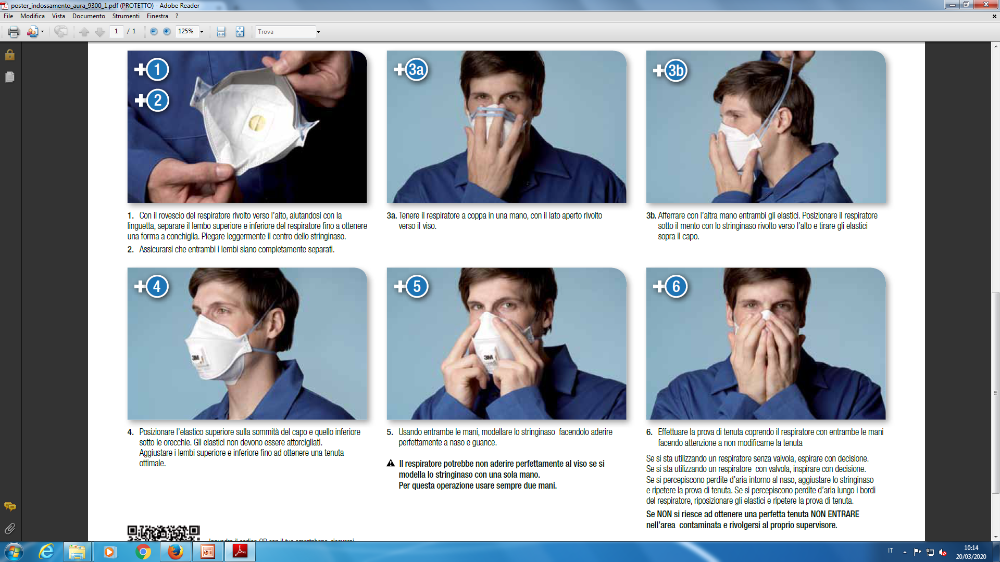 poster_indossamento_aura_9300_1.pdf (PROTETTO) - Adobe Reader
File Modifica Vista Documento Strumenti Finestra ?
1 / 1 125% Trova
1
2
3a
3b
1. Con il rovescio del respiratore rivolto verso l'alto, aiutandosi con la
linguetta, separare il lembo superiore e inferiore del respiratore fino a ottenere
una forma a conchiglia. Piegare leggermente il centro dello stringinaso.
2. Assicurarsi che entrambi i lembi siano completamente separati.
3a. Tenere il respiratore a coppa in una mano, con il lato aperto rivolto
verso il viso.
3b. Afferrare con l'altra mano entrambi gli elastici. Posizionare il respiratore
sotto il mento con lo stringinaso rivolto verso l'alto e tirare gli elastici
sopra il capo.
4
3M
5
3M
6
4. Posizionare l'elastico superiore sulla sommità del capo e quello inferiore
sotto le orecchie. Gli elastici non devono essere attorcigliati.
Aggiustare i lembi superiore e inferiore fino ad ottenere una tenuta
ottimale.
5. Usando entrambe le mani, modellare lo stringinaso facendolo aderire
perfettamente a naso e guance.
Il respiratore potrebbe non aderire perfettamente al viso se si
modella lo stringinaso con una sola mano.
Per questa operazione usare sempre due mani.
6. Effettuare la prova di tenuta coprendo il respiratore con entrambe le mani
facendo attenzione a non modificarne la tenuta
Se si sta utilizzando un respiratore senza valvola, espirare con decisione.
Se si sta utilizzando un respiratore con valvola, inspirare con decisione.
Se si percepiscono perdite d'aria intorno al naso, aggiustare lo stringinaso
e ripetere la prova di tenuta. Se si percepiscono perdite d'aria lungo i bordi
del respiratore, riposizionare gli elastici e ripetere la prova di tenuta.
Se NON si riesce ad ottenere una perfetta tenuta NON ENTRARE
nell'area contaminata e rivolgersi al proprio supervisore.
Inquadra il codice QR con il tuo smartphone, riceverai
IT
10:14
20/03/2020